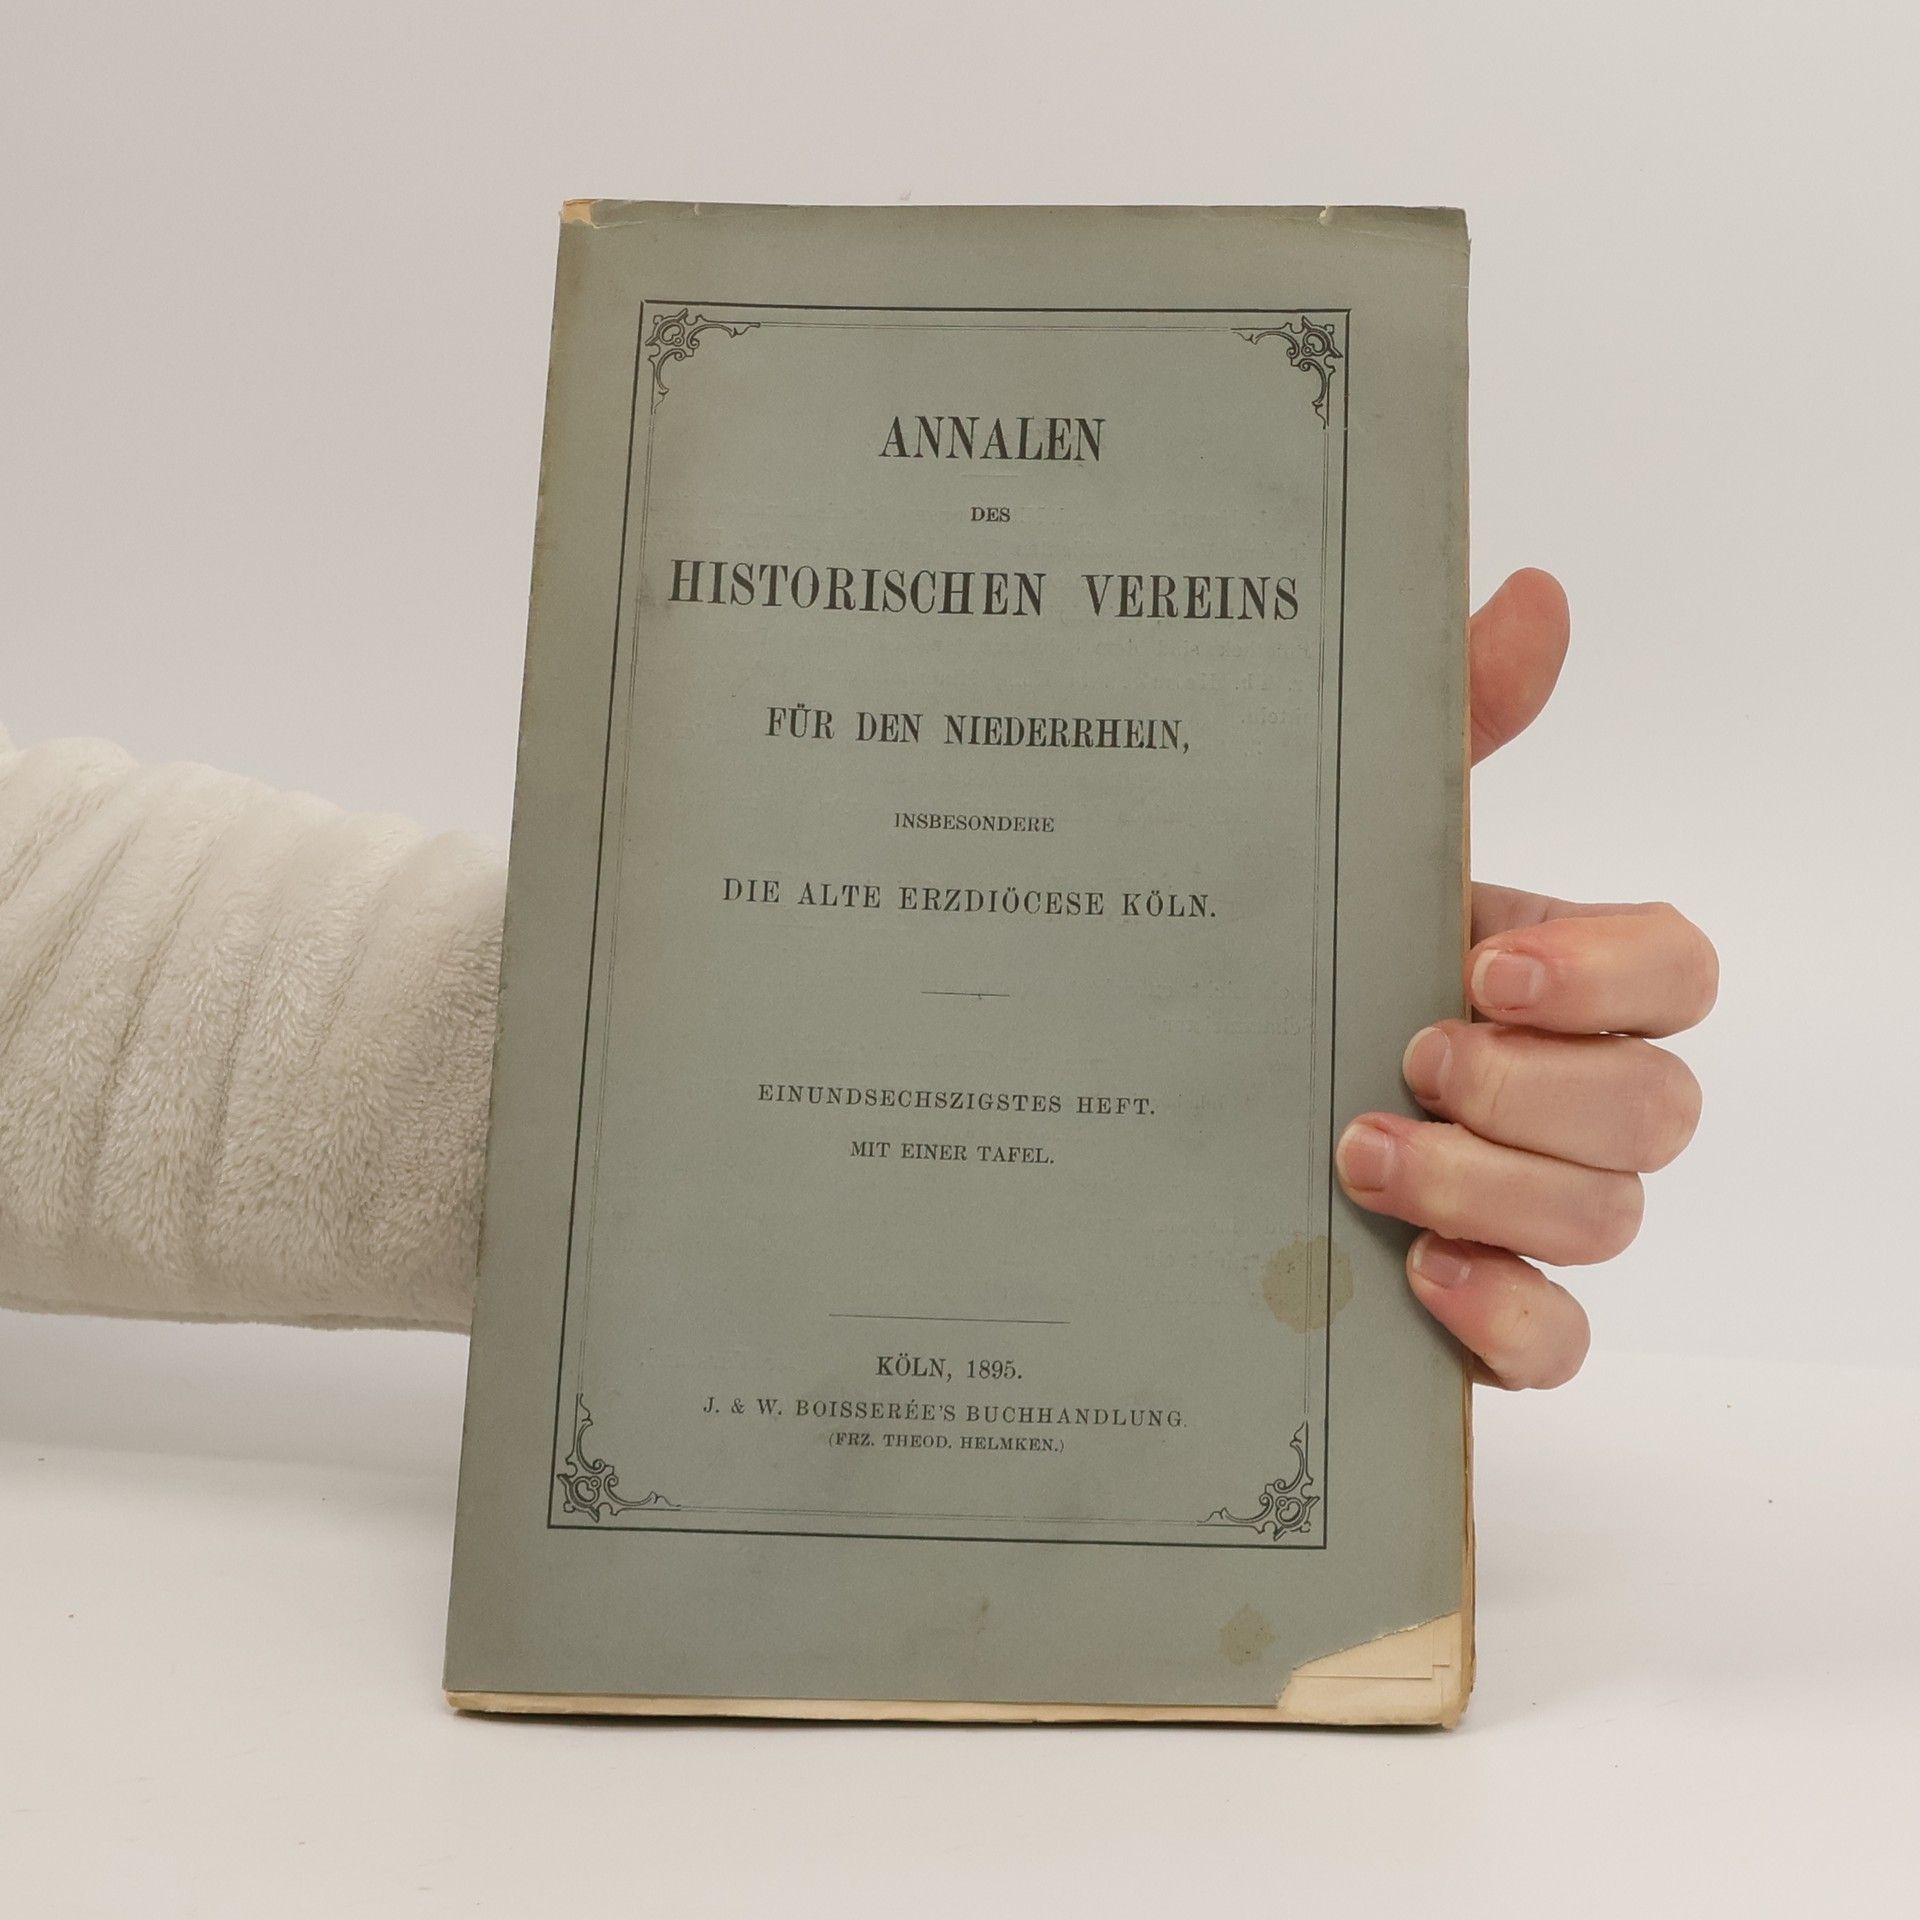 ANNALEN
DES
HISTORISCHEN VEREINS
FÜR DEN NIEDERRHEIN,
INSBESONDERE
DIE ALTE ERZDIÖCESE KÖLN.
EINUNDSECHSZIGSTES HEFT.
MIT EINER TAFEL.
KÖLN, 1895.
J. & W. BOISSERÉE'S BUCHHANDLUNG.
(FRZ. THEOD. HELMKEN.)